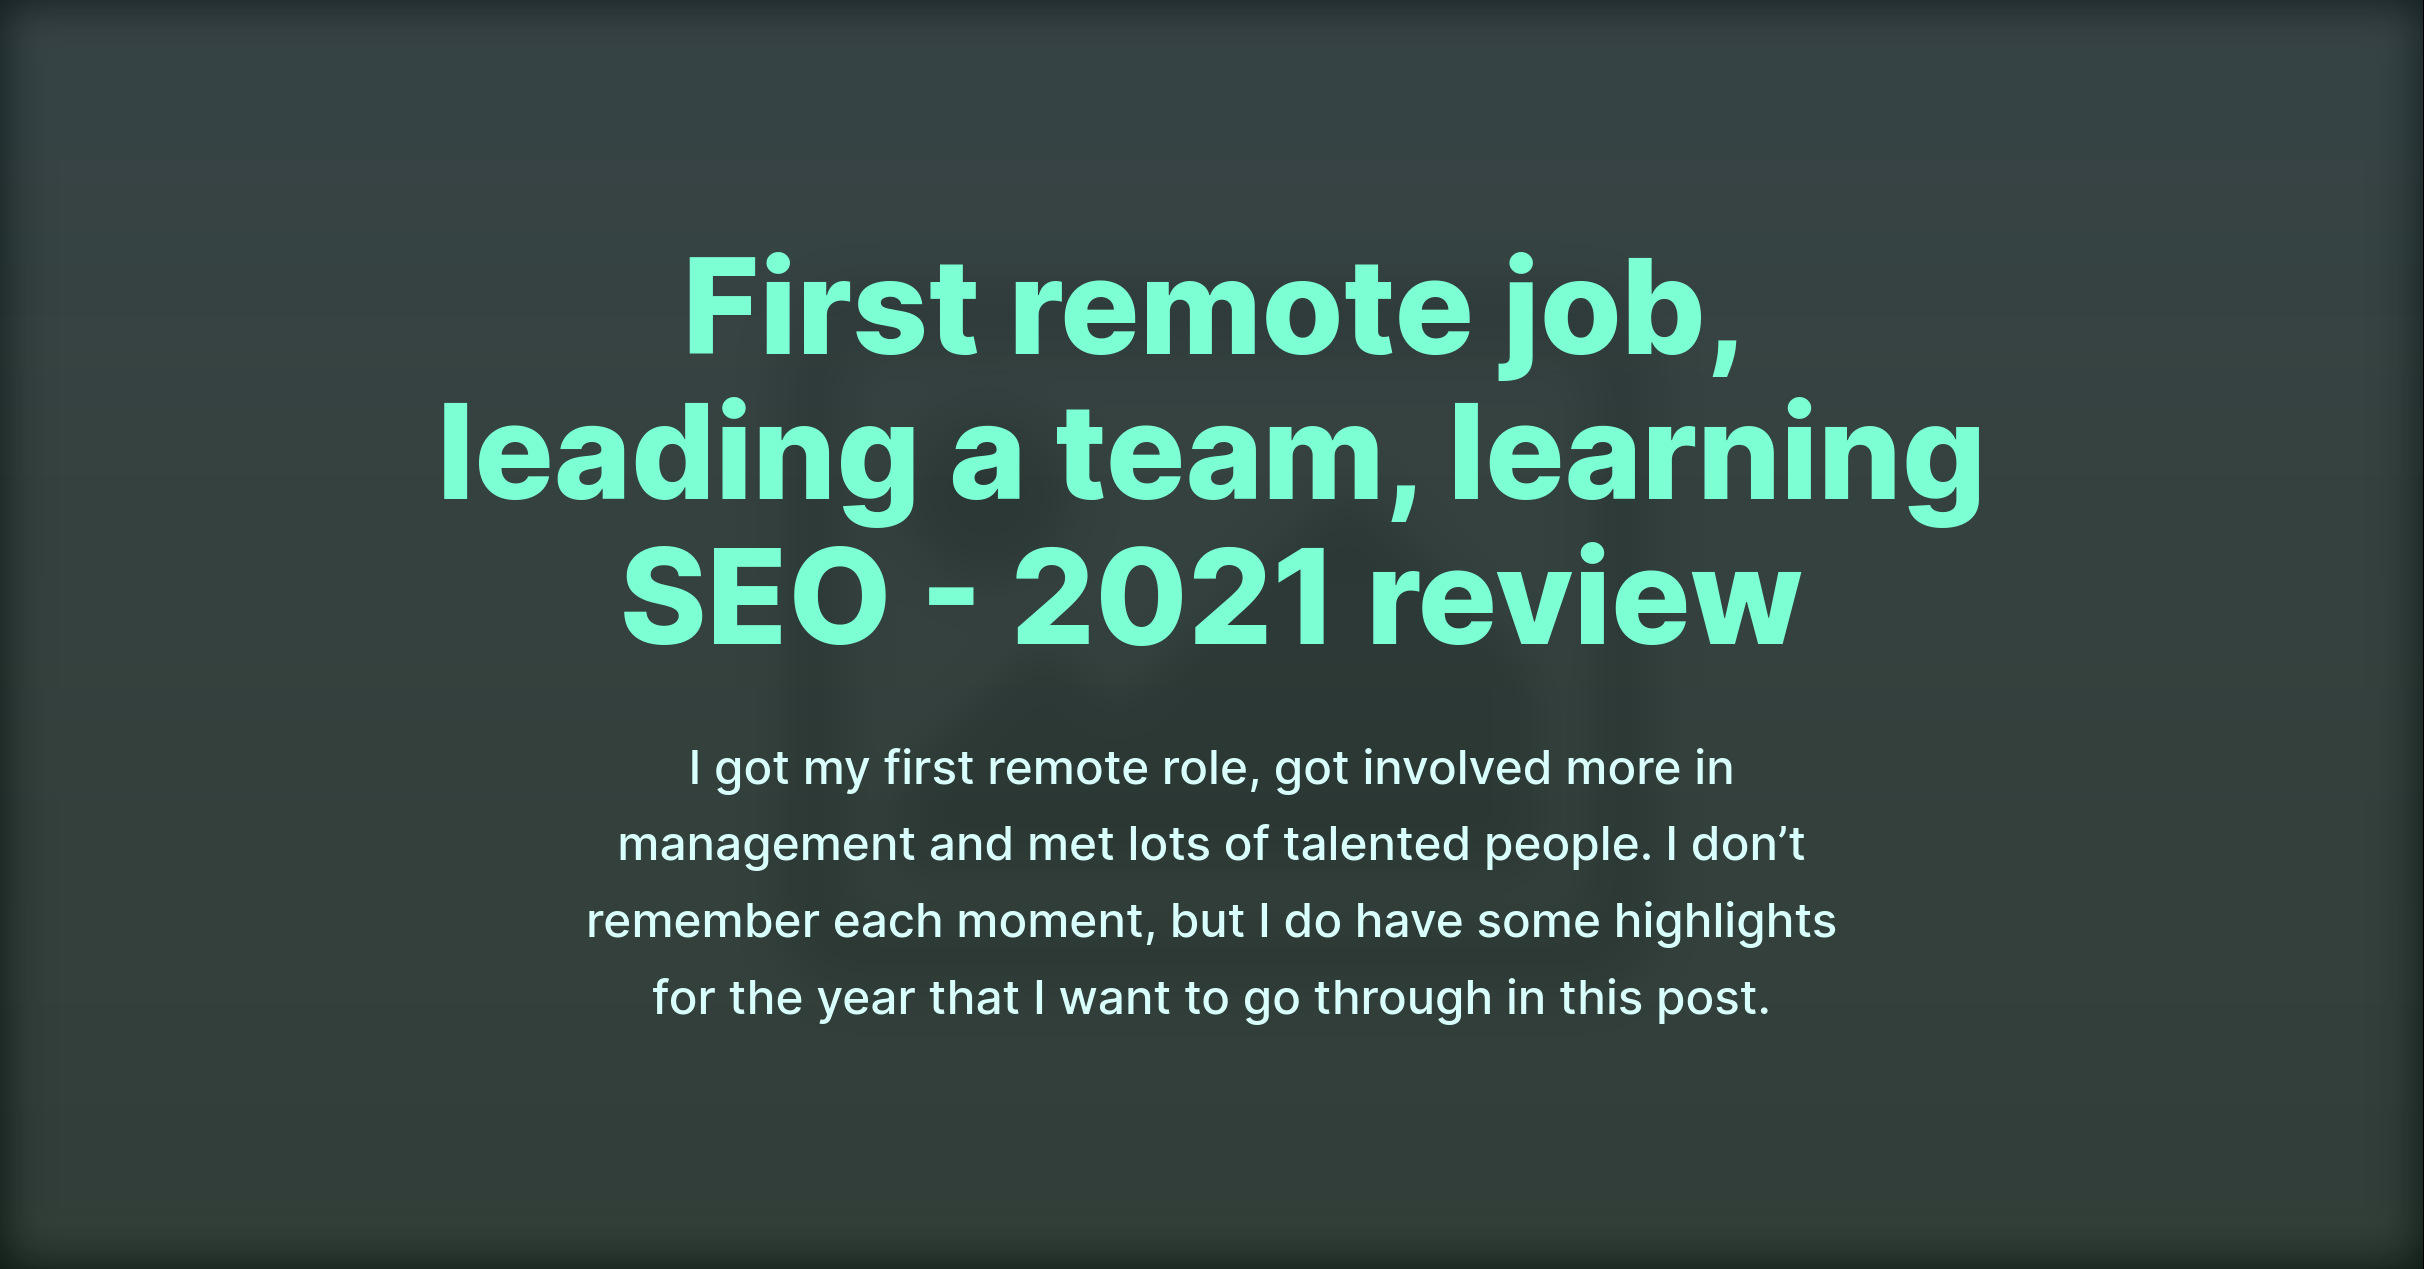 First remote job,
leading a team, learning
SEO - 2021 review
I got my first remote role, got involved more in
management and met lots of talented people. I don’t
remember each moment, but I do have some highlights
for the year that I want to go through in this post.